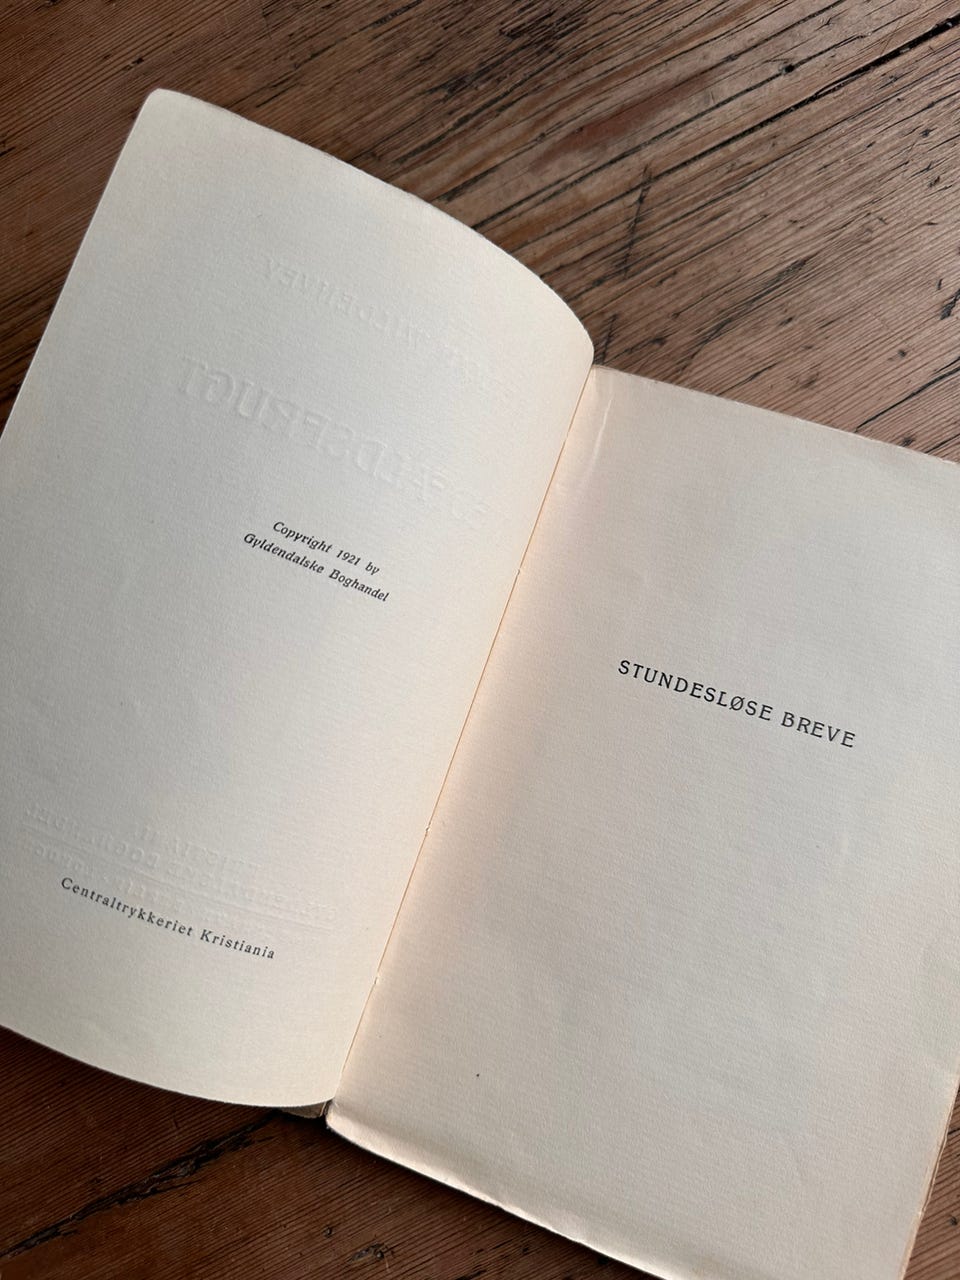 Copyright 1921 by
Gyldendalske Boghandel
Centraltrykkeriet Kristiania
STUNDESLØSE BREVE